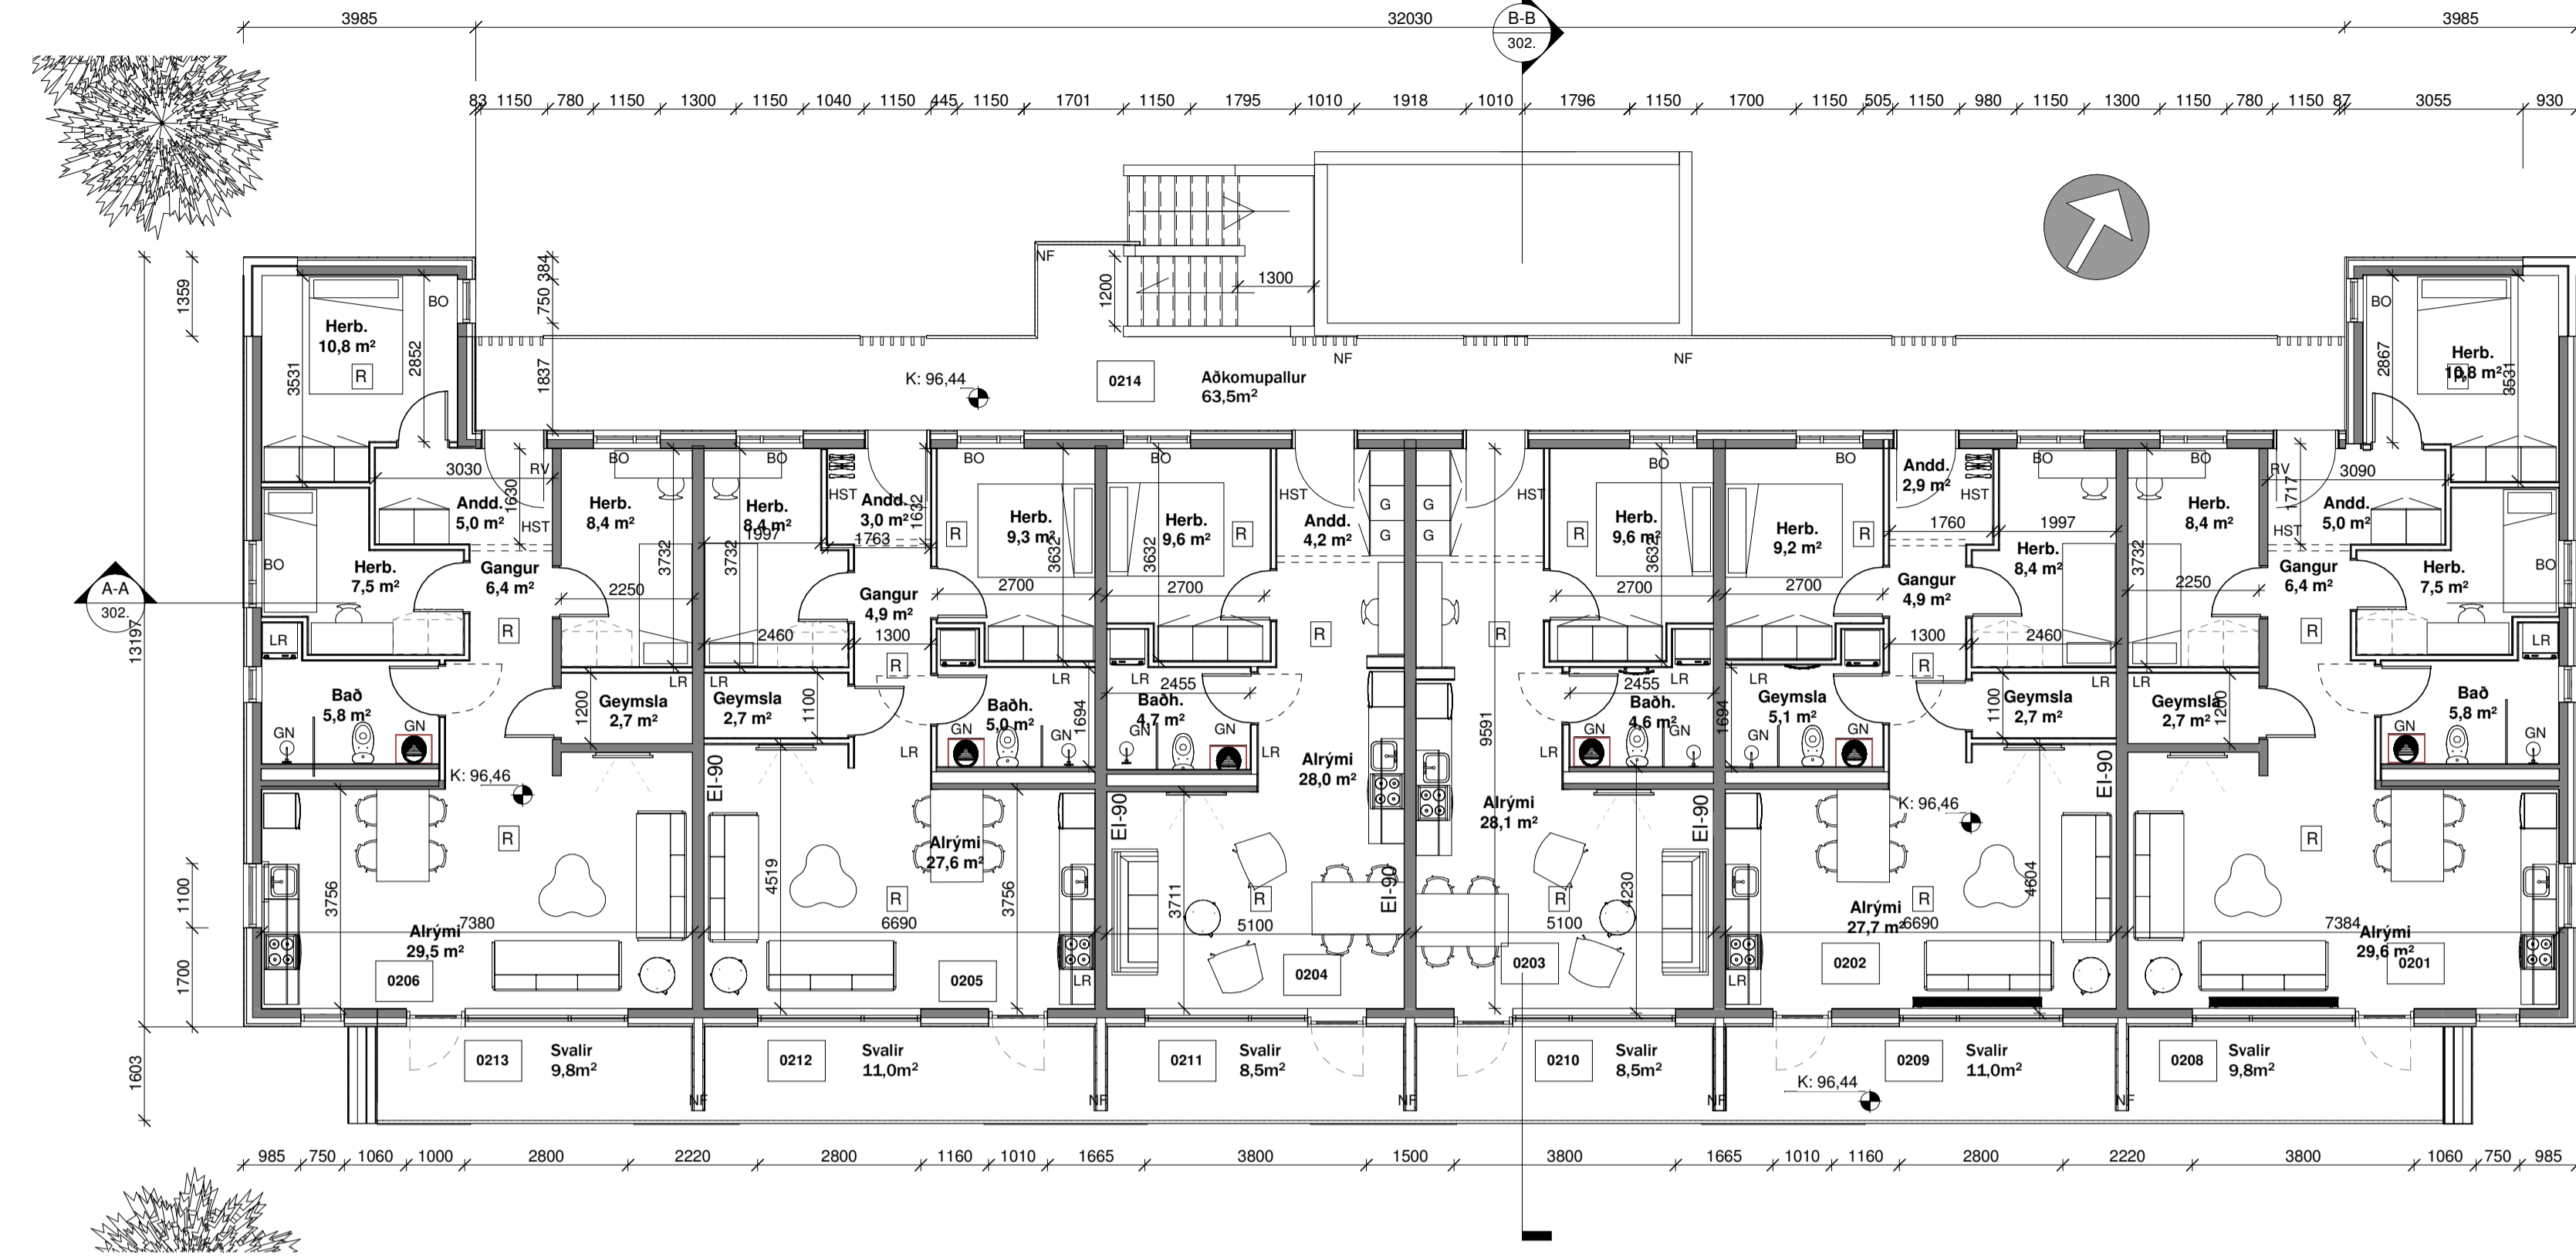 3985 32030 3985
B-B
302.
83 1150 780 1150 1300 1150 1040 1150 445 1150 1701 1150 1795 1010 1918 1010 1796 1150 1700 1150 505 1150 980 1150 1300 1150 780 1150 87 3055 930
1359
384
750
1837
1200
1300
NF
NF
NF
K: 96,44
0214
Aðkomupallur
63,5m²
A-A
302.
13197
1100
1700
1603
Herb.
10,8 m²
R
BO
3531
2852
3030
RV
1630
HST
Andd.
5,0 m²
Herb.
7,5 m²
BO
Gangur
6,4 m²
R
LR
Bað
5,8 m²
GN
GN
K: 96,46
BO
Herb.
8,4 m²
3732
2250
LR
1200
Geymsla
2,7 m²
R
3756
7380
Alrými
29,5 m²
0206
BO
Herb.
8,4 m²
1997
3732
2460
LR
Geymsla
2,7 m²
1100
EI-90
HST
Andd.
3,0 m²
1632
1763
Gangur
4,9 m²
1300
R
LR
BO
R
Herb.
9,3 m²
3632
2700
LR
Baðh.
5,0 m²
1694
GN
GN
Alrými
27,6 m²
4519
R
3756
6690
LR
0205
BO
Herb.
9,6 m²
R
3632
2700
LR
2455
Baðh.
4,7 m²
GN
GN
LR
HST
Andd.
4,2 m²
G
G
R
Alrými
28,0 m²
EI-90
3711
R
5100
EI-90
0204
G
G
HST
R
9591
Alrými
28,1 m²
R
4230
5100
0203
EI-90
BO
R
Herb.
9,6 m²
3632
2700
2455
LR
Baðh.
4,6 m²
GN
GN
LR
1694
BO
Herb.
9,2 m²
R
2700
LR
Geymsla
5,1 m²
GN
GN
Andd.
2,9 m²
HST
1760
1997
Gangur
4,9 m²
1300
R
BO
Herb.
8,4 m²
2460
LR
1100
Geymsla
2,7 m²
EI-90
K: 96,46
R
4604
Alrými
27,7 m²
6690
LR
0202
BO
Herb.
8,4 m²
3732
2250
LR
Geymsla
2,7 m²
1200
RV
1717
HST
3090
Andd.
5,0 m²
Gangur
6,4 m²
R
BO
2867
Herb.
10,8 m²
3531
Herb.
7,5 m²
BO
LR
Bað
5,8 m²
GN
GN
R
7384
Alrými
29,6 m²
0201
0213
Svalir
9,8m²
NF
0212
Svalir
11,0m²
NF
0211
Svalir
8,5m²
NF
0210
Svalir
8,5m²
NF
K: 96,44
0209
Svalir
11,0m²
NF
0208
Svalir
9,8m²
985 750 1060 1000 2800 2220 2800 1160 1010 1665 3800 1500 3800 1665 1010 1160 2800 2220 3800 1060 750 985